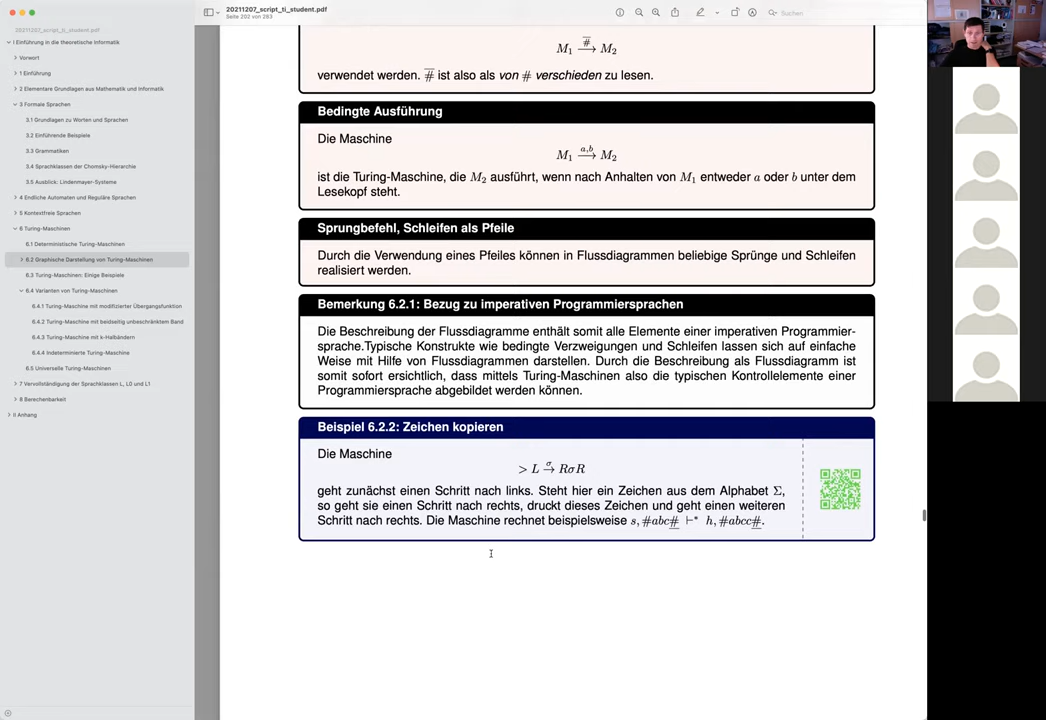 20211207_script_ti_student.pdf
Seite 202 von 283
Suchen
20211207_script_ti_student.pdf
I Einführung in die theoretische Informatik
Vorwort
1 Einführung
2 Elementare Grundlagen aus Mathematik und Informatik
3 Formale Sprachen
3.1 Grundlagen zu Worten und Sprachen
3.2 Einführende Beispiele
3.3 Grammatiken
3.4 Sprachklassen der Chomsky-Hierarchie
3.5 Ausblick: Lindenmayer-Systeme
4 Endliche Automaten und Reguläre Sprachen
5 Kontextfreie Sprachen
6 Turing-Maschinen
6.1 Deterministische Turing-Maschinen
6.2 Graphische Darstellung von Turing-Maschinen
6.3 Turing-Maschinen: Einige Beispiele
6.4 Varianten von Turing-Maschinen
6.4.1 Turing-Maschine mit modifizierter Übergangsfunktion
6.4.2 Turing-Maschine mit beidseitig unbeschränktem Band
6.4.3 Turing-Maschine mit k-Halbändern
6.4.4 Indeterminierte Turing-Maschine
6.5 Universelle Turing-Maschinen
7 Vervollständigung der Sprachklassen L, L0 und L1
8 Berechenbarkeit
II Anhang
#̅
M₁ ⟶ M₂
verwendet werden. #̅ ist also als von # verschieden zu lesen.
Bedingte Ausführung
Die Maschine
a,b
M₁ ⟶ M₂
ist die Turing-Maschine, die M₂ ausführt, wenn nach Anhalten von M₁ entweder a oder b unter dem
Lesekopf steht.
Sprungbefehl, Schleifen als Pfeile
Durch die Verwendung eines Pfeiles können in Flussdiagrammen beliebige Sprünge und Schleifen
realisiert werden.
Bemerkung 6.2.1: Bezug zu imperativen Programmiersprachen
Die Beschreibung der Flussdiagramme enthält somit alle Elemente einer imperativen Programmier-
sprache.Typische Konstrukte wie bedingte Verzweigungen und Schleifen lassen sich auf einfache
Weise mit Hilfe von Flussdiagrammen darstellen. Durch die Beschreibung als Flussdiagramm ist
somit sofort ersichtlich, dass mittels Turing-Maschinen also die typischen Kontrollelemente einer
Programmiersprache abgebildet werden können.
Beispiel 6.2.2: Zeichen kopieren
Die Maschine
σ
> L → RσR
geht zunächst einen Schritt nach links. Steht hier ein Zeichen aus dem Alphabet Σ,
so geht sie einen Schritt nach rechts, druckt dieses Zeichen und geht einen weiteren
Schritt nach rechts. Die Maschine rechnet beispielsweise s, #abc# ⊢* h, #abcc#.